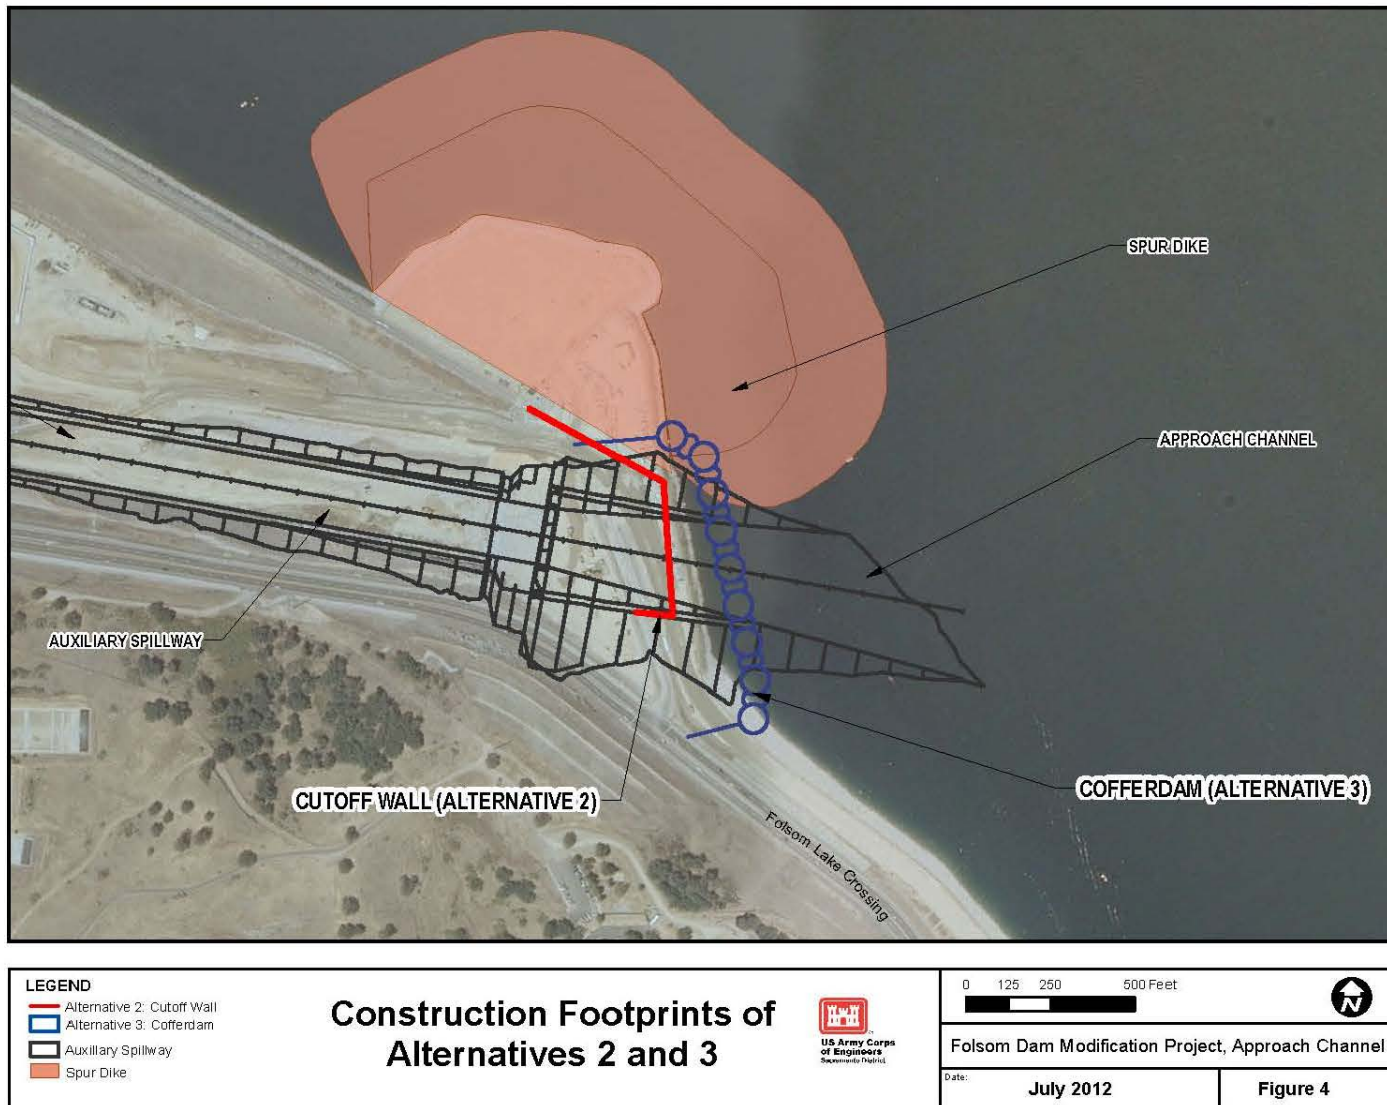 SPUR DIKE
APPROACH CHANNEL
AUXILIARY SPILLWAY
CUTOFF WALL (ALTERNATIVE 2)
COFFERDAM (ALTERNATIVE 3)
Folsom Lake Crossing
LEGEND
Alternative 2: Cutoff Wall
Alternative 3: Cofferdam
Auxiliary Spillway
Spur Dike
Construction Footprints of
Alternatives 2 and 3
US Army Corps
of Engineers
Sacramento District
0 125 250 500 Feet
N
Folsom Dam Modification Project, Approach Channel
Date:
July 2012
Figure 4